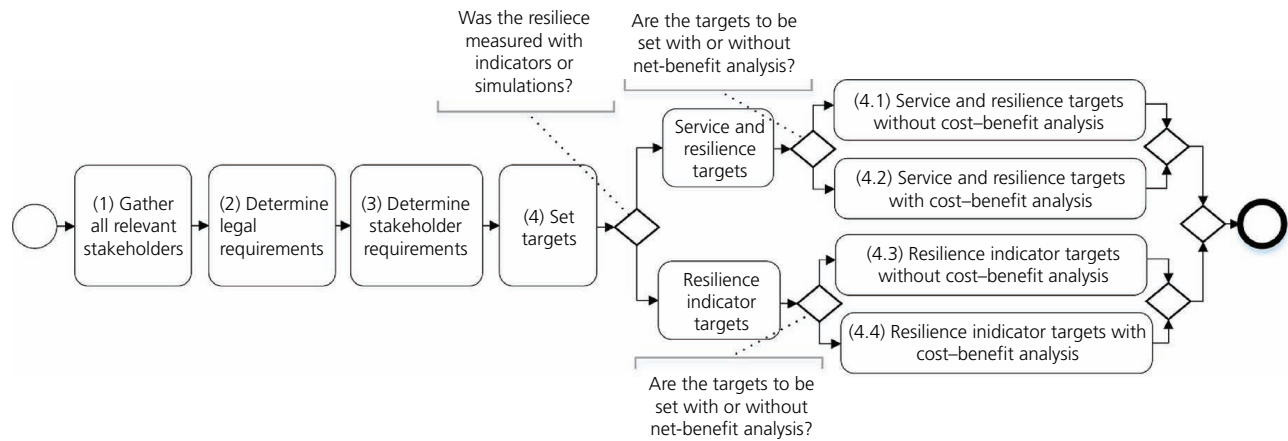 Was the resiliece
measured with
indicators or
simulations?
Are the targets to be
set with or without
net-benefit analysis?
(1) Gather
all relevant
stakeholders
(2) Determine
legal
requirements
(3) Determine
stakeholder
requirements
(4) Set
targets
Service and
resilience
targets
(4.1) Service and resilience targets
without cost–benefit analysis
(4.2) Service and resilience targets
with cost–benefit analysis
Resilience
indicator
targets
(4.3) Resilience indicator targets
without cost–benefit analysis
(4.4) Resilience inidicator targets with
cost–benefit analysis
Are the targets to be
set with or without
net-benefit analysis?